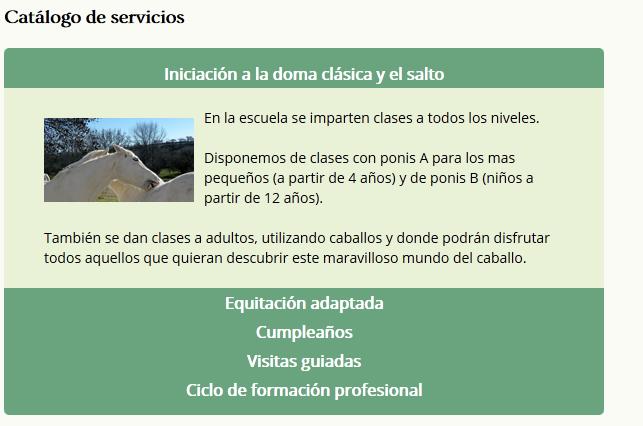 Catálogo de servicios
Iniciación a la doma clásica y el salto
En la escuela se imparten clases a todos los niveles.
Disponemos de clases con ponis A para los mas
pequeños (a partir de 4 años) y de ponis B (niños a
partir de 12 años).
También se dan clases a adultos, utilizando caballos y donde podrán disfrutar
todos aquellos que quieran descubrir este maravilloso mundo del caballo.
Equitación adaptada
Cumpleaños
Visitas guiadas
Ciclo de formación profesional